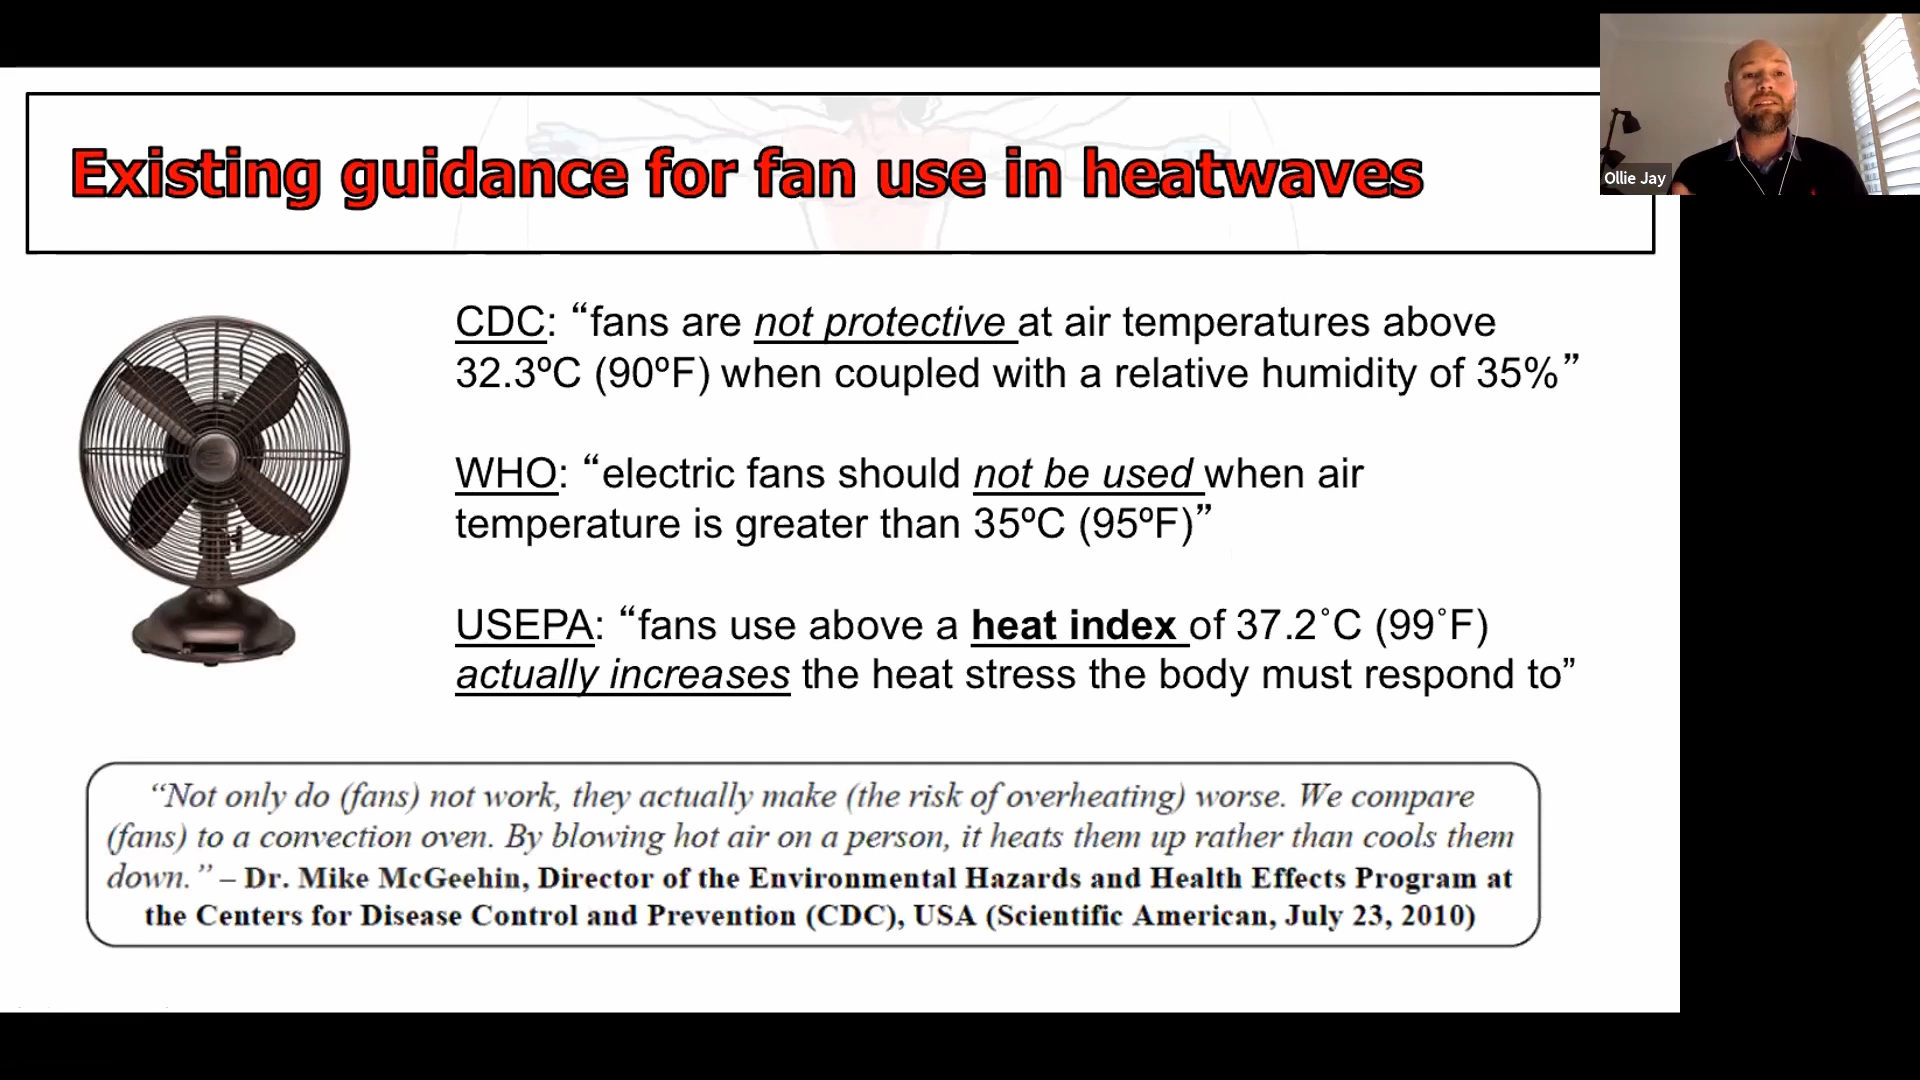 Existing guidance for fan use in heatwaves
Ollie Jay
CDC: “fans are not protective at air temperatures above
32.3ºC (90ºF) when coupled with a relative humidity of 35%”
WHO: “electric fans should not be used when air
temperature is greater than 35ºC (95ºF)”
USEPA: “fans use above a heat index of 37.2˚C (99˚F)
actually increases the heat stress the body must respond to”
“Not only do (fans) not work, they actually make (the risk of overheating) worse. We compare
(fans) to a convection oven. By blowing hot air on a person, it heats them up rather than cools them
down.” – Dr. Mike McGeehin, Director of the Environmental Hazards and Health Effects Program at
the Centers for Disease Control and Prevention (CDC), USA (Scientific American, July 23, 2010)